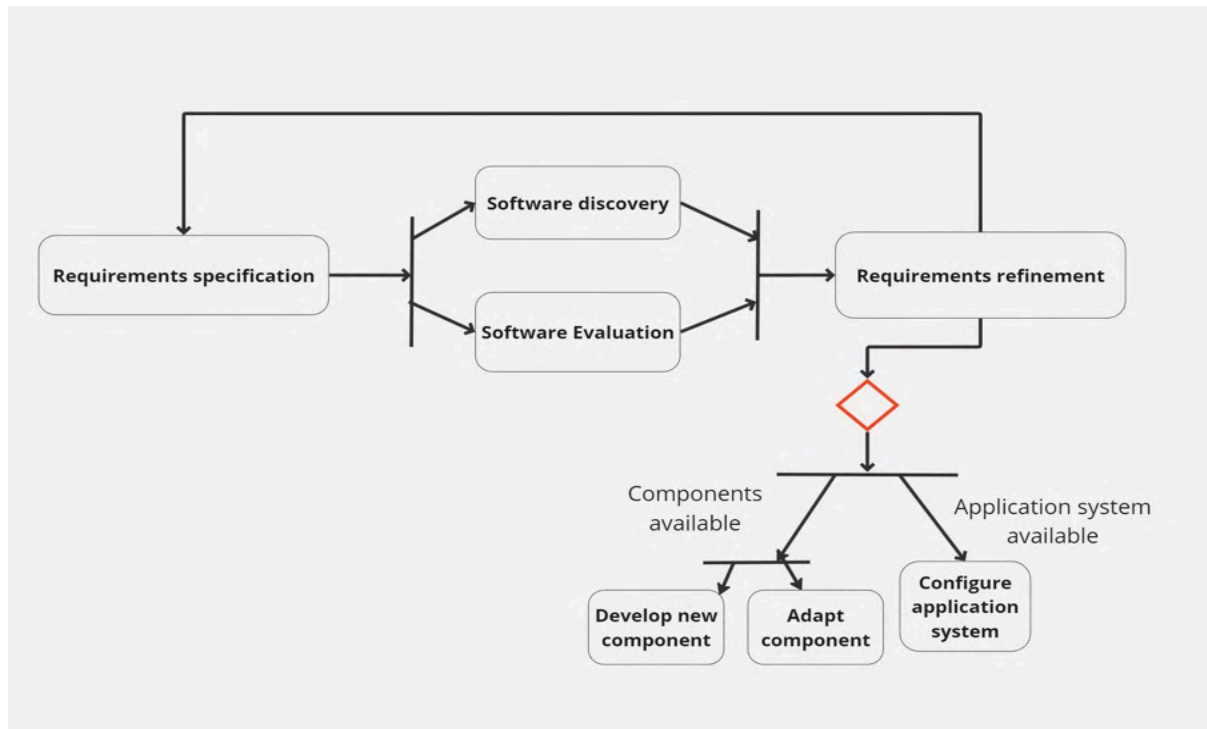 Software discovery
Requirements specification
Requirements refinement
Software Evaluation
Components
available
Application system
available
Develop new
component
Adapt
component
Configure
application
system